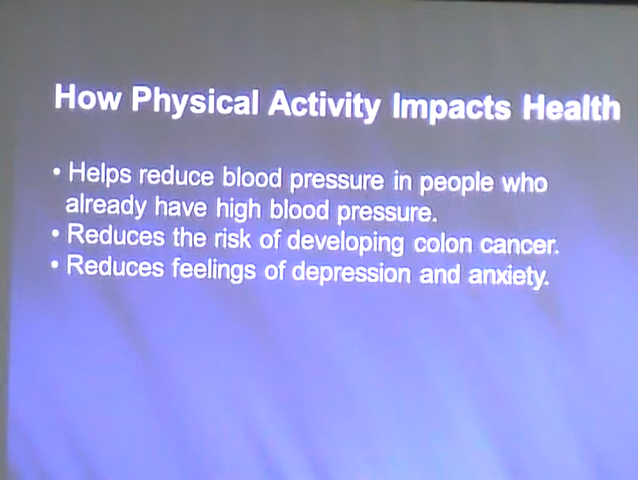 How Physical Activity Impacts Health
• Helps reduce blood pressure in people who
already have high blood pressure.
• Reduces the risk of developing colon cancer.
• Reduces feelings of depression and anxiety.